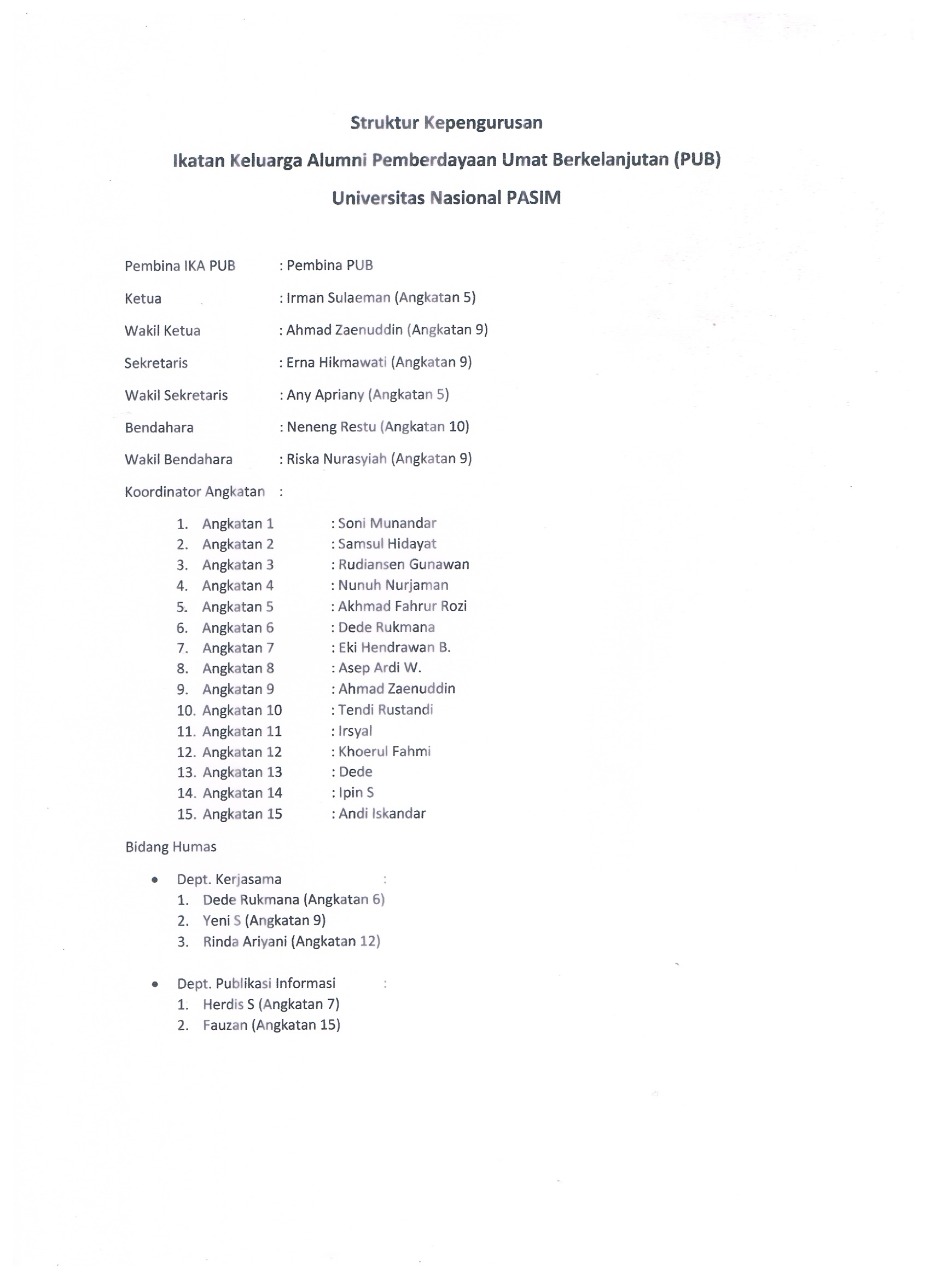 Struktur Kepengurusan
Ikatan Keluarga Alumni Pemberdayaan Umat Berkelanjutan (PUB)
Universitas Nasional PASIM
Pembina IKA PUB : Pembina PUB
Ketua : Irman Sulaeman (Angkatan 5)
Wakil Ketua : Ahmad Zaenuddin (Angkatan 9)
Sekretaris : Erna Hikmawati (Angkatan 9)
Wakil Sekretaris : Any Apriany (Angkatan 5)
Bendahara : Neneng Restu (Angkatan 10)
Wakil Bendahara : Riska Nurasyiah (Angkatan 9)
Koordinator Angkatan :
1. Angkatan 1 : Soni Munandar
2. Angkatan 2 : Samsul Hidayat
3. Angkatan 3 : Rudiansen Gunawan
4. Angkatan 4 : Nunuh Nurjaman
5. Angkatan 5 : Akhmad Fahrur Rozi
6. Angkatan 6 : Dede Rukmana
7. Angkatan 7 : Eki Hendrawan B.
8. Angkatan 8 : Asep Ardi W.
9. Angkatan 9 : Ahmad Zaenuddin
10. Angkatan 10 : Tendi Rustandi
11. Angkatan 11 : Irsyal
12. Angkatan 12 : Khoerul Fahmi
13. Angkatan 13 : Dede
14. Angkatan 14 : Ipin S
15. Angkatan 15 : Andi Iskandar
Bidang Humas
• Dept. Kerjasama :
1. Dede Rukmana (Angkatan 6)
2. Yeni S (Angkatan 9)
3. Rinda Ariyani (Angkatan 12)
• Dept. Publikasi Informasi :
1. Herdis S (Angkatan 7)
2. Fauzan (Angkatan 15)